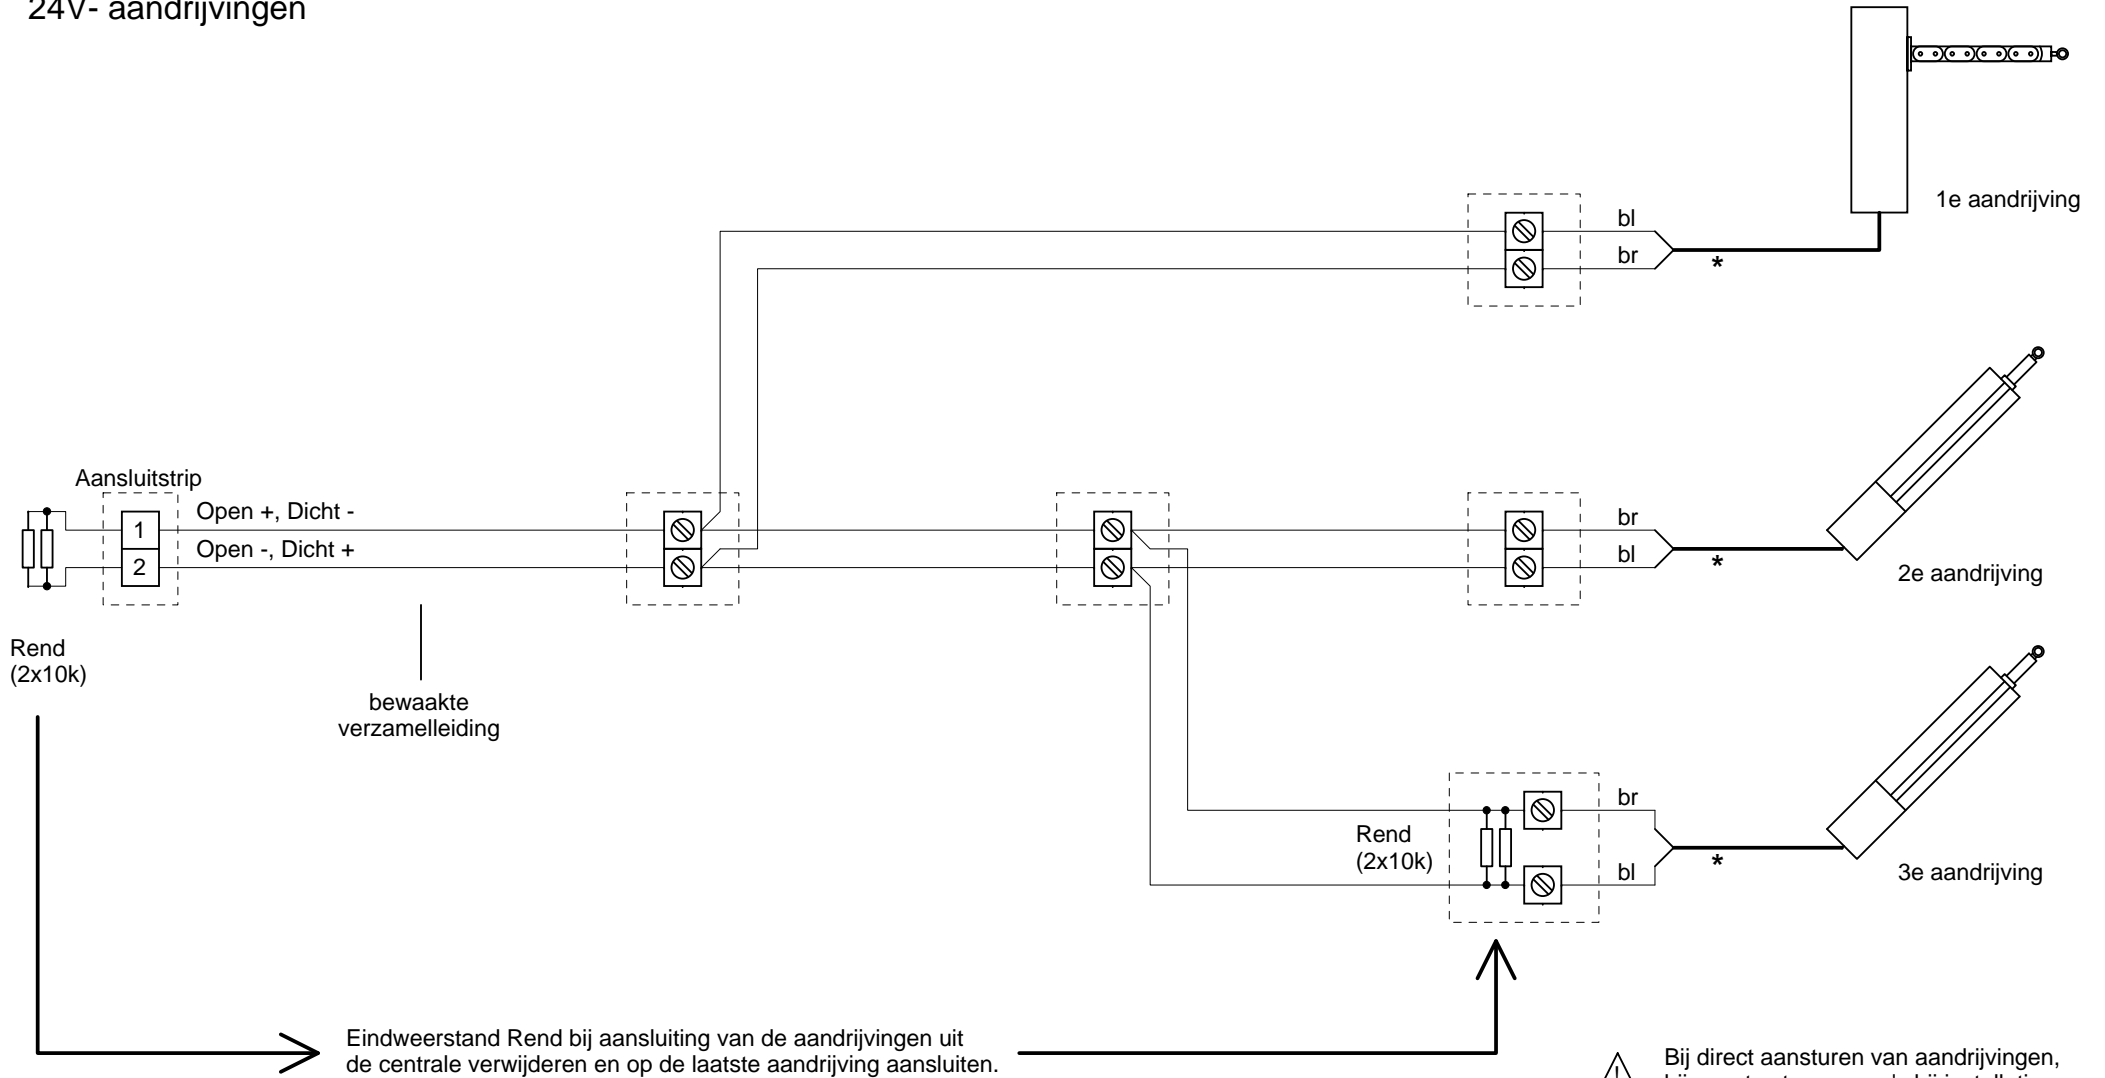 24V- aandrijvingen
1e aandrijving
bl
br
*
Aansluitstrip
1
2
Open +, Dicht -
Open -, Dicht +
br
bl
*
2e aandrijving
Rend
(2x10k)
bewaakte
verzamelleiding
Rend
(2x10k)
br
bl
*
3e aandrijving
Eindweerstand Rend bij aansluiting van de aandrijvingen uit
de centrale verwijderen en op de laatste aandrijving aansluiten.
!
Bij direct aansturen van aandrijvingen,